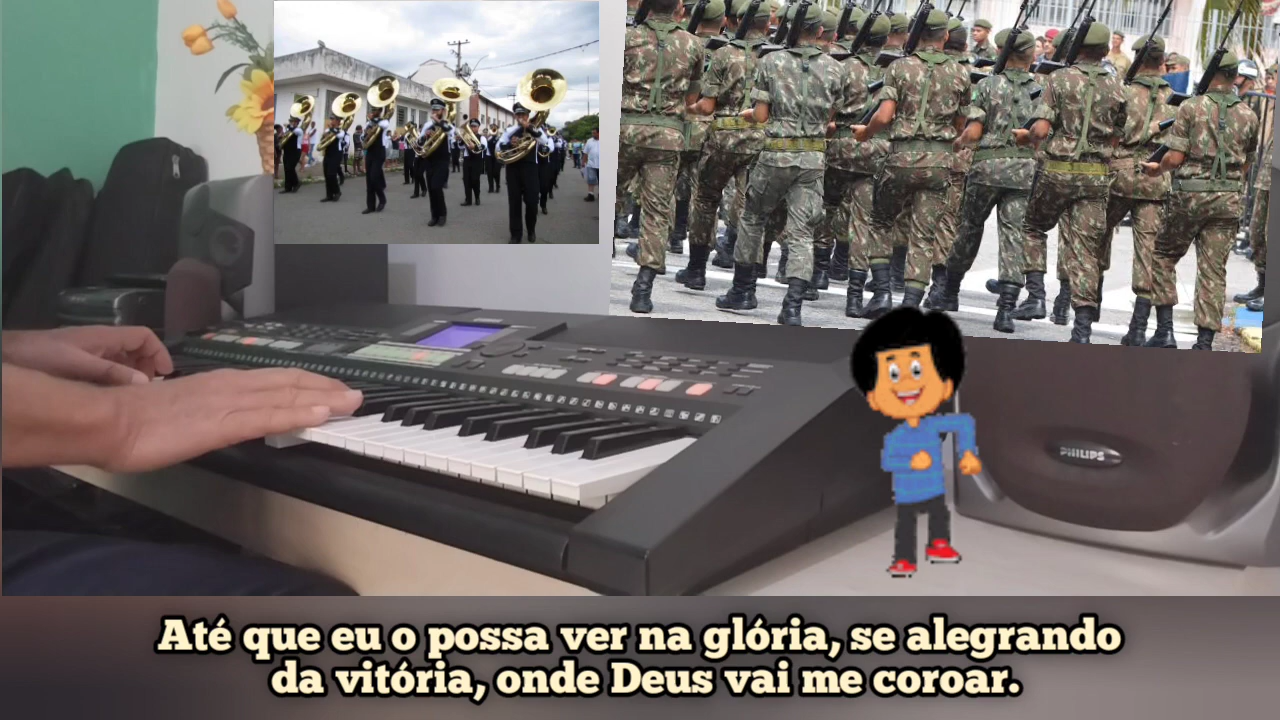 PHILIPS
Até que eu o possa ver na glória, se alegrando
da vitória, onde Deus vai me coroar.